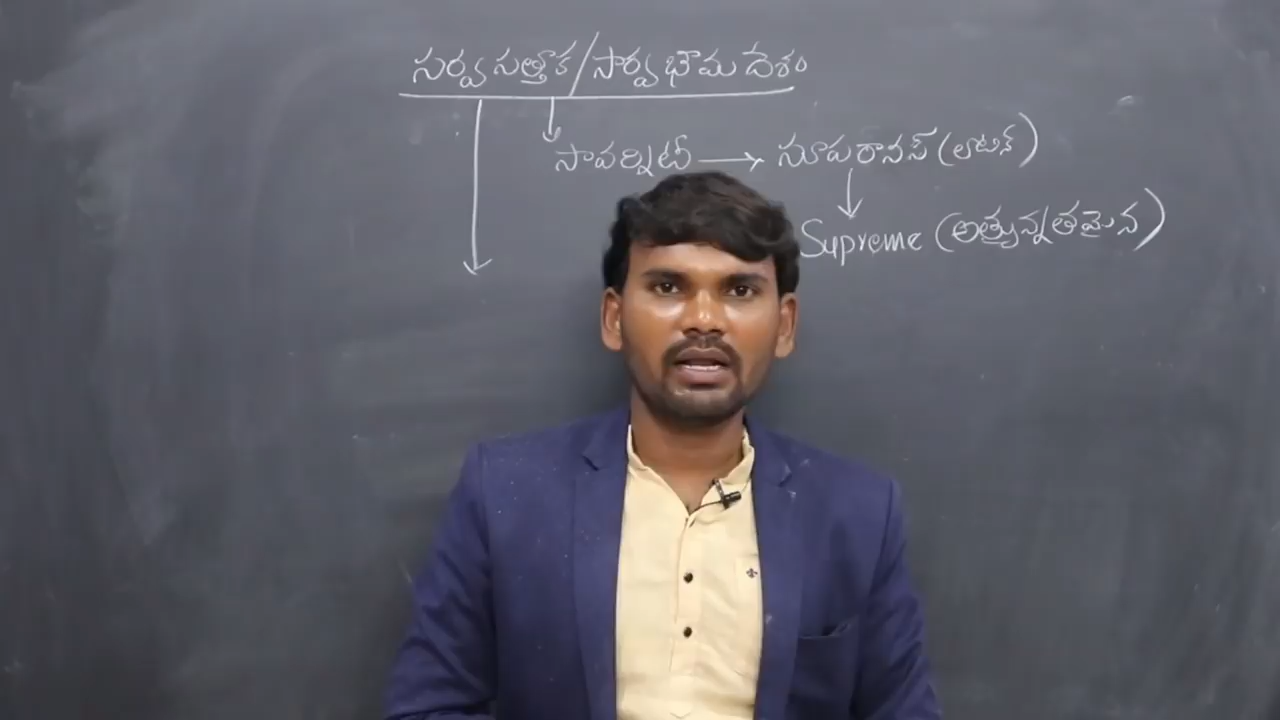 సర్వసత్తాక/సార్వభౌమ దేశం
సావర్నిటీ → సూపరానస్ (లాటిన్)
Supreme (అత్యున్నతమైన)